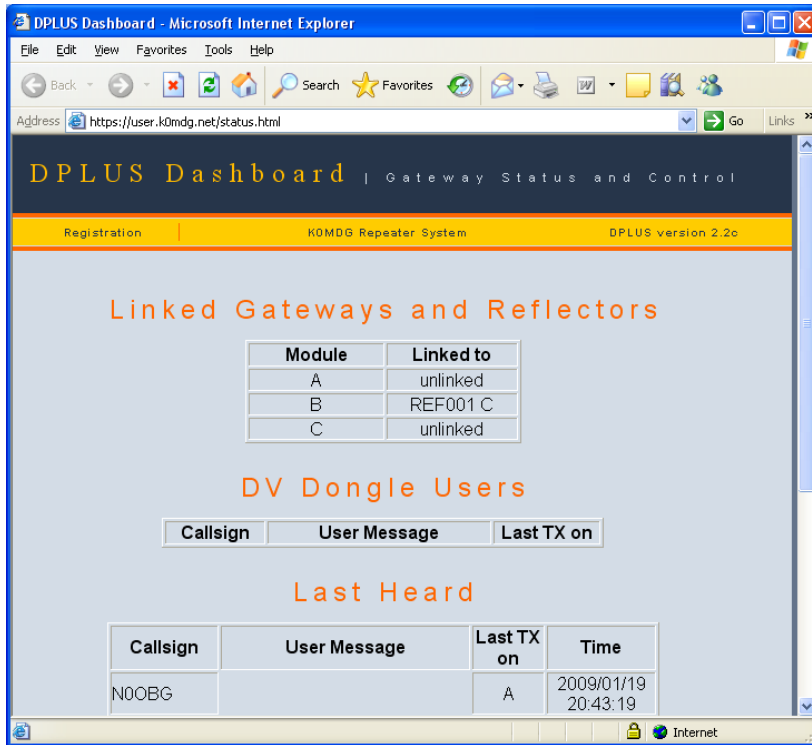 DPLUS Dashboard - Microsoft Internet Explorer
File Edit View Favorites Tools Help
Back Search Favorites
Address https://user.k0mdg.net/status.html Go Links »
DPLUS Dashboard | Gateway Status and Control
Registration K0MDG Repeater System DPLUS version 2.2c
Linked Gateways and Reflectors
Module Linked to
A unlinked
B REF001 C
C unlinked
DV Dongle Users
Callsign User Message Last TX on
Last Heard
Callsign User Message Last TX on Time
N0OBG A 2009/01/19 20:43:19
Internet